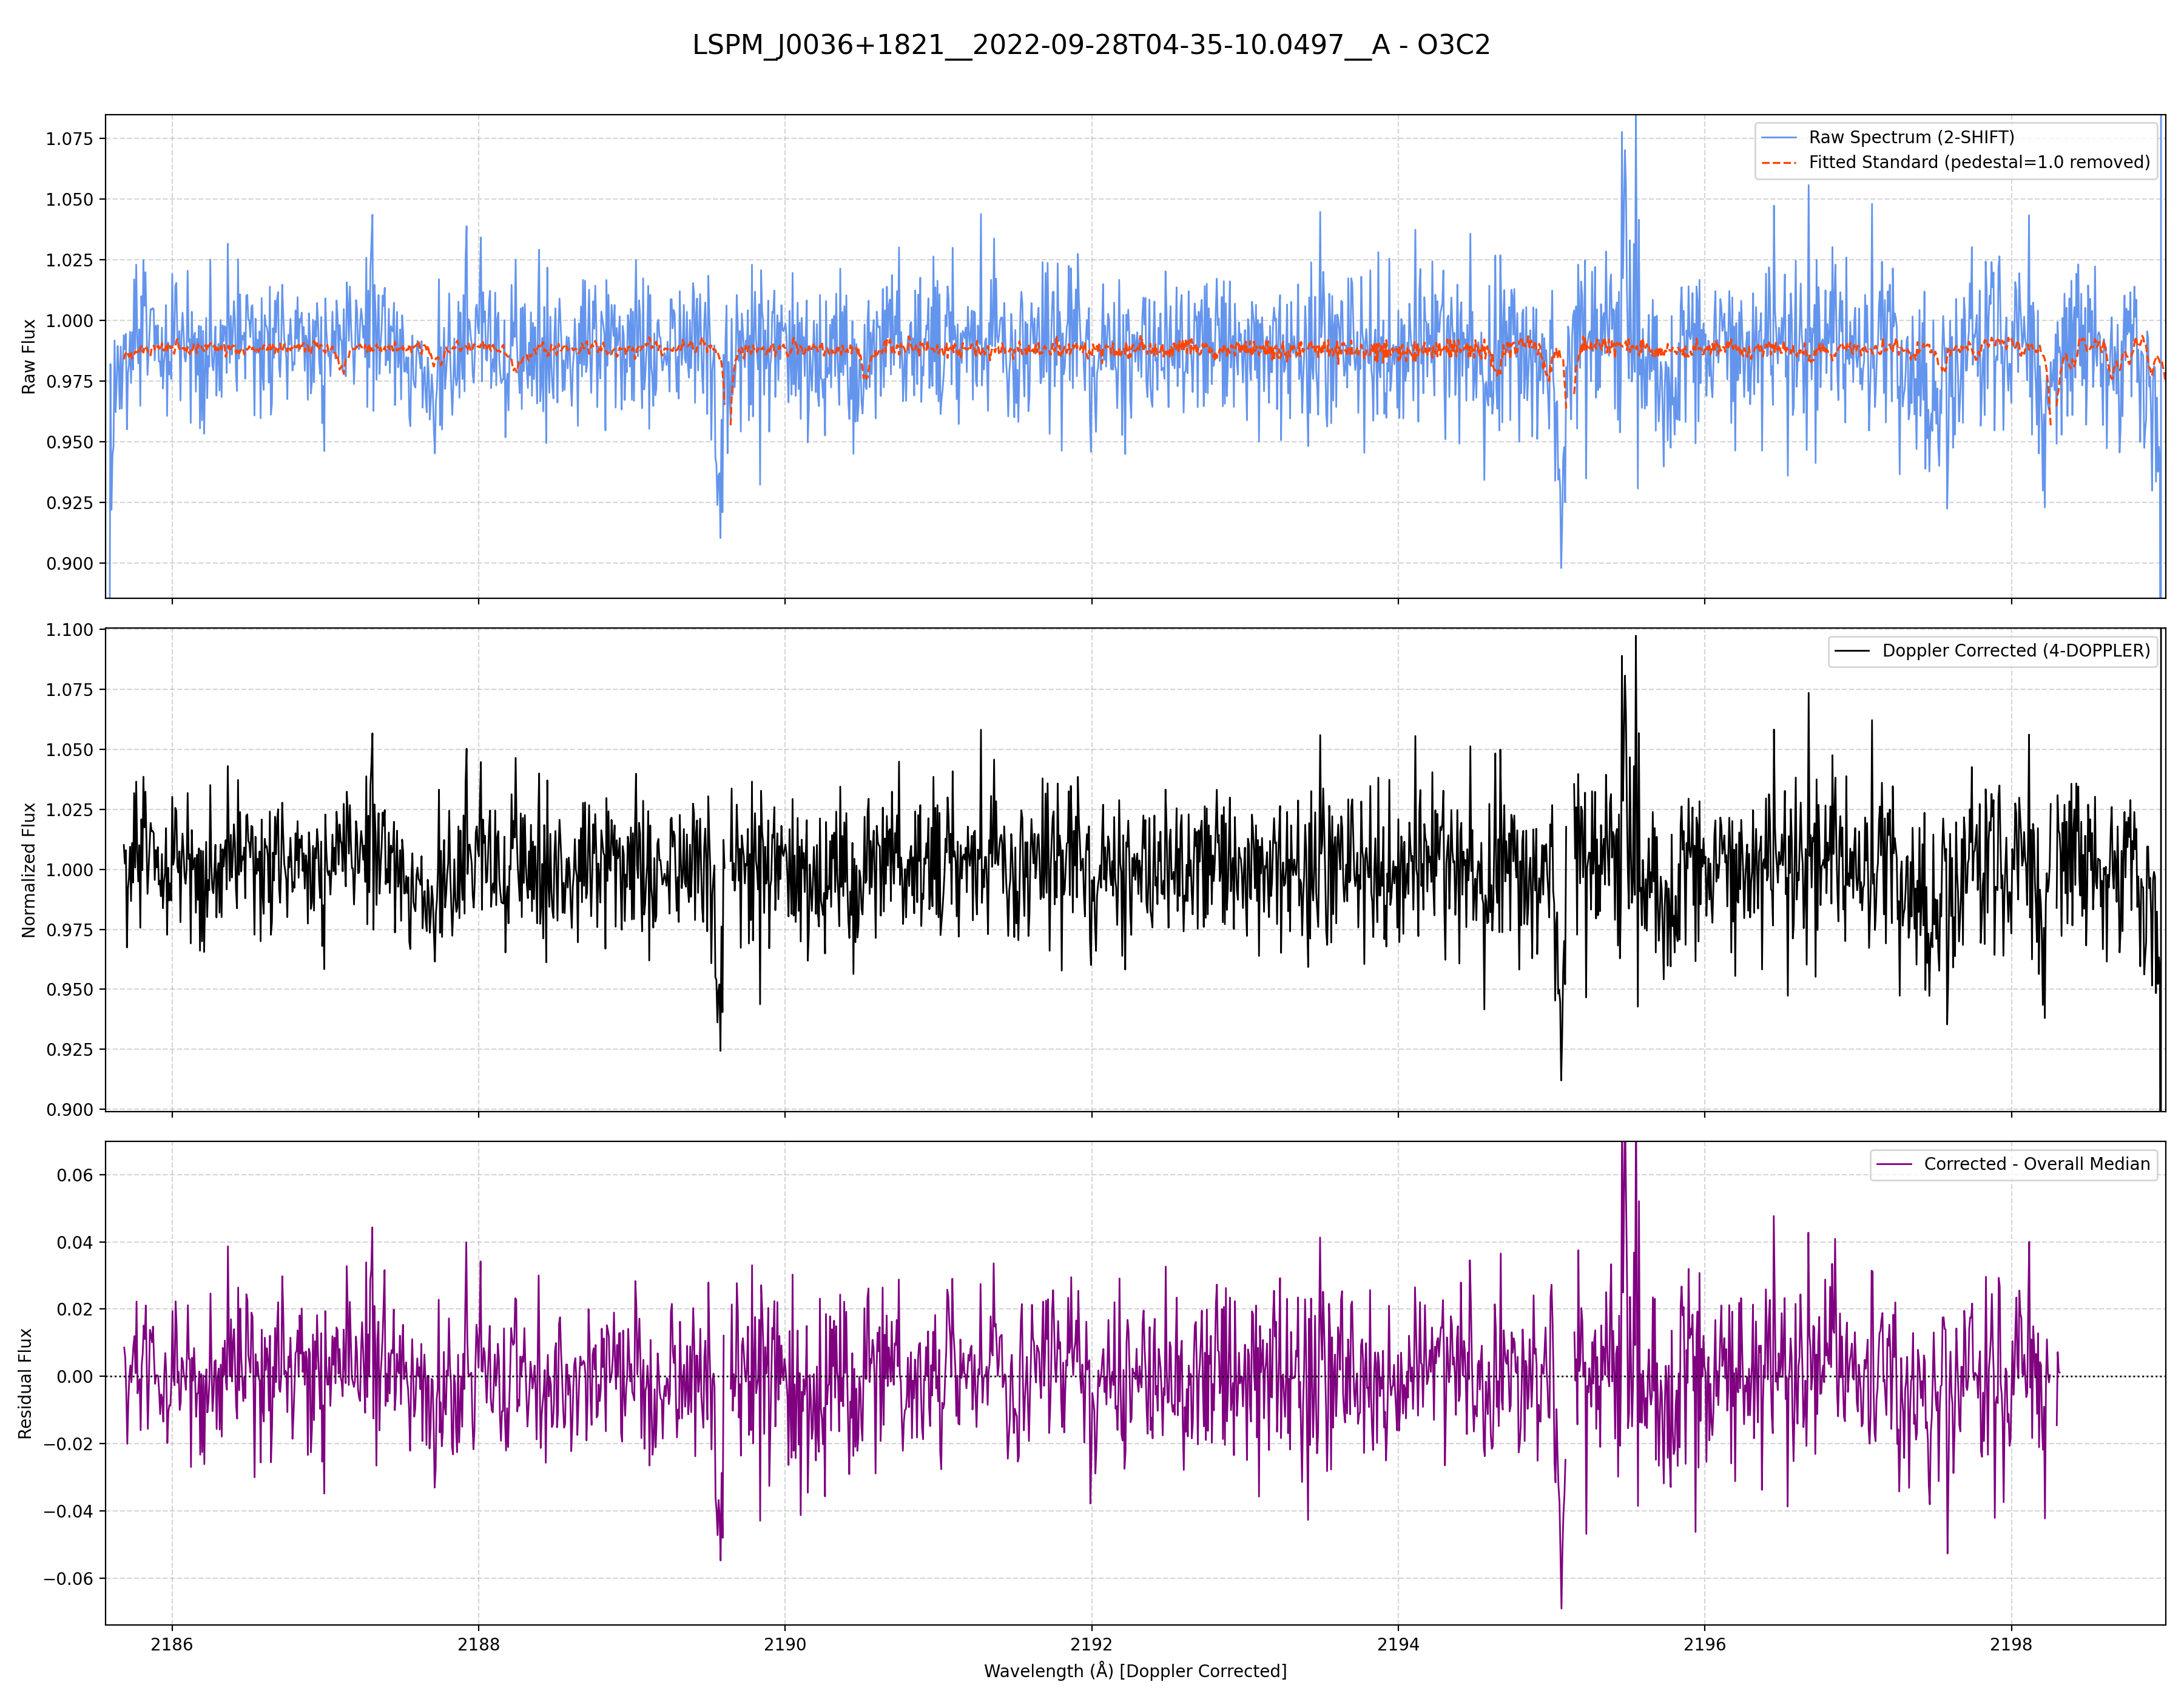 LSPM_J0036+1821__2022-09-28T04-35-10.0497__A - O3C2
Raw Flux
1.075
1.050
1.025
1.000
0.975
0.950
0.925
0.900
Raw Spectrum (2-SHIFT)
Fitted Standard (pedestal=1.0 removed)
Normalized Flux
1.100
1.075
1.050
1.025
1.000
0.975
0.950
0.925
0.900
Doppler Corrected (4-DOPPLER)
Residual Flux
0.06
0.04
0.02
0.00
−0.02
−0.04
−0.06
Corrected - Overall Median
2186 2188 2190 2192 2194 2196 2198
Wavelength (Å) [Doppler Corrected]